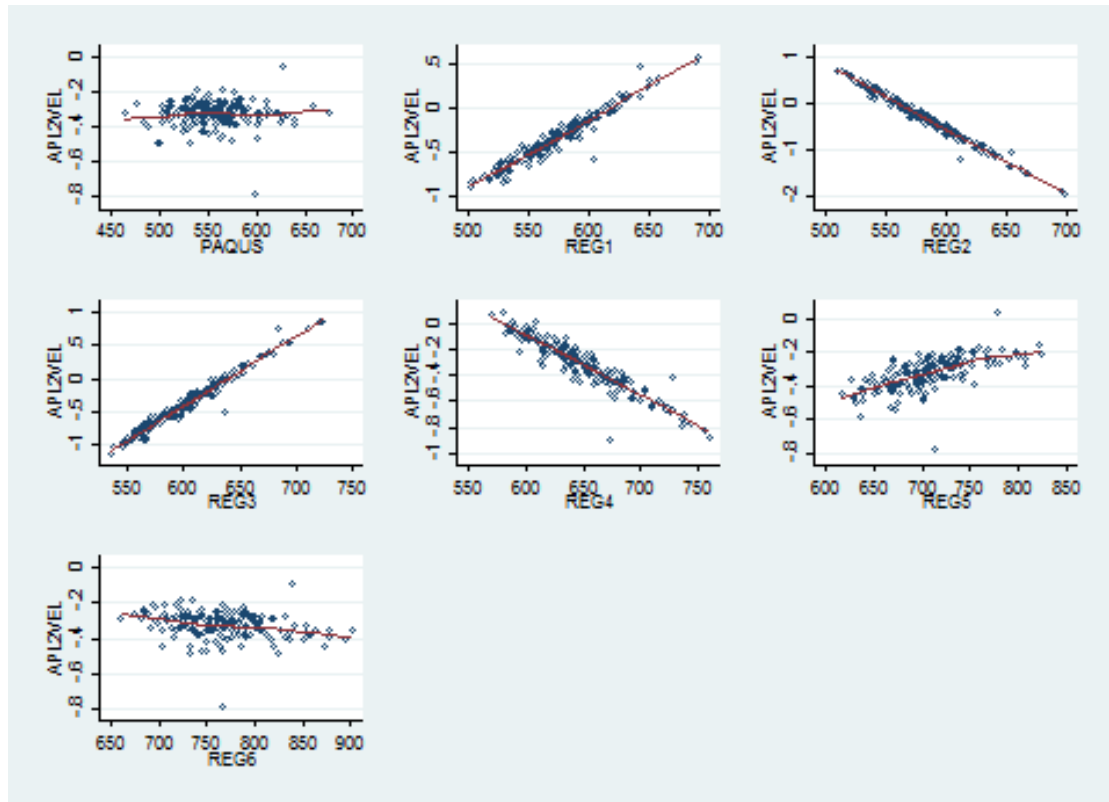 APL2VEL
-.8 -.6 -.4 -.2 0
450 500 550 600 650 700
PAQUS
APL2VEL
-1 -.5 0 .5
500 550 600 650 700
REG1
APL2VEL
-2 -1 0 1
500 550 600 650 700
REG2
APL2VEL
-1 -.5 0 .5 1
550 600 650 700 750
REG3
APL2VEL
-1 -.8 -.6 -.4 -.2 0
550 600 650 700 750
REG4
APL2VEL
-.8 -.6 -.4 -.2 0
600 650 700 750 800 850
REG5
APL2VEL
-.8 -.6 -.4 -.2 0
650 700 750 800 850 900
REG6